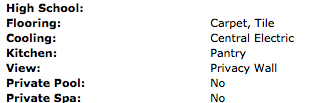 High School:
Flooring: Carpet, Tile
Cooling: Central Electric
Kitchen: Pantry
View: Privacy Wall
Private Pool: No
Private Spa: No